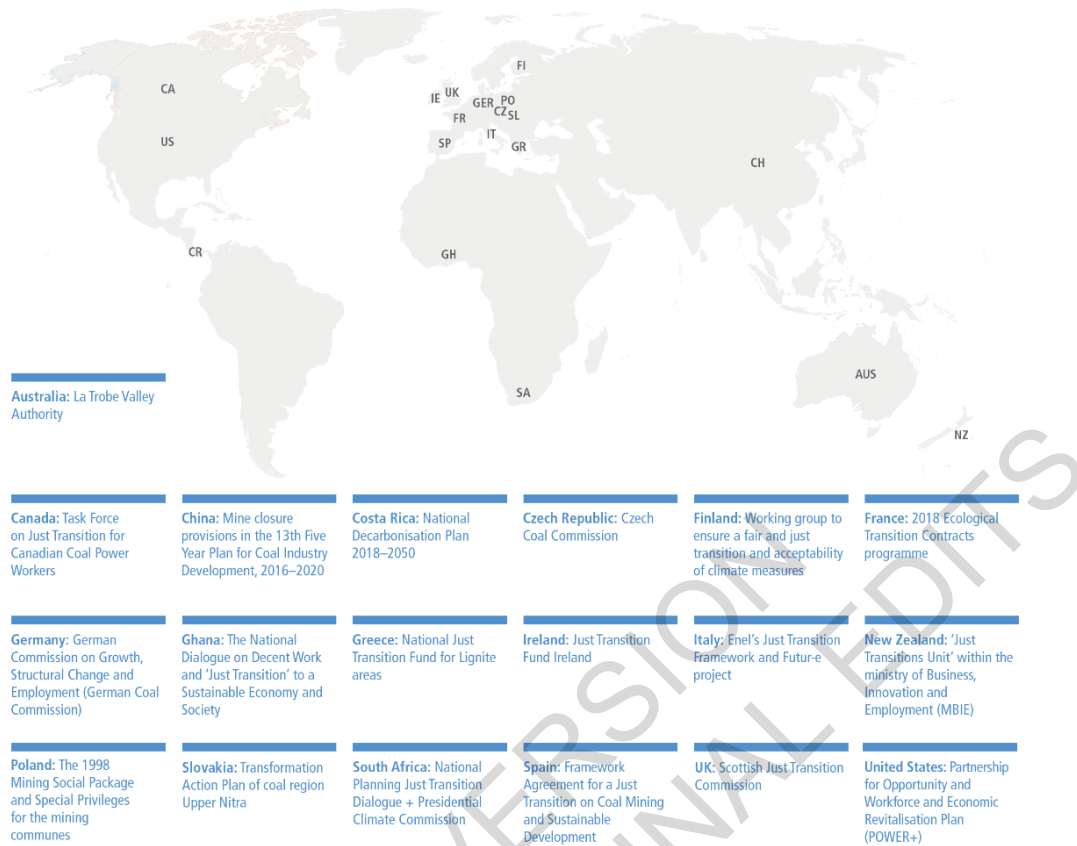 FI
CA
UK
IE
GER
PO
CZ
SL
FR
US
IT
SP
GR
CH
CR
GH
SA
AUS
NZ
Australia: La Trobe Valley
Authority
Canada: Task Force
on Just Transition for
Canadian Coal Power
Workers
China: Mine closure
provisions in the 13th Five
Year Plan for Coal Industry
Development, 2016–2020
Costa Rica: National
Decarbonisation Plan
2018–2050
Czech Republic: Czech
Coal Commission
Finland: Working group to
ensure a fair and just
transition and acceptability
of climate measures
France: 2018 Ecological
Transition Contracts
programme
Germany: German
Commission on Growth,
Structural Change and
Employment (German Coal
Commission)
Ghana: The National
Dialogue on Decent Work
and 'Just Transition' to a
Sustainable Economy and
Society
Greece: National Just
Transition Fund for Lignite
areas
Ireland: Just Transition
Fund Ireland
Italy: Enel's Just Transition
Framework and Futur-e
project
New Zealand: 'Just
Transitions Unit' within the
ministry of Business,
Innovation and
Employment (MBIE)
Poland: The 1998
Mining Social Package
and Special Privileges
for the mining
communes
Slovakia: Transformation
Action Plan of coal region
Upper Nitra
South Africa: National
Planning Just Transition
Dialogue + Presidential
Climate Commission
Spain: Framework
Agreement for a Just
Transition on Coal Mining
and Sustainable
Development
UK: Scottish Just Transition
Commission
United States: Partnership
for Opportunity and
Workforce and Economic
Revitalisation Plan
(POWER+)
VERSION
EDITS